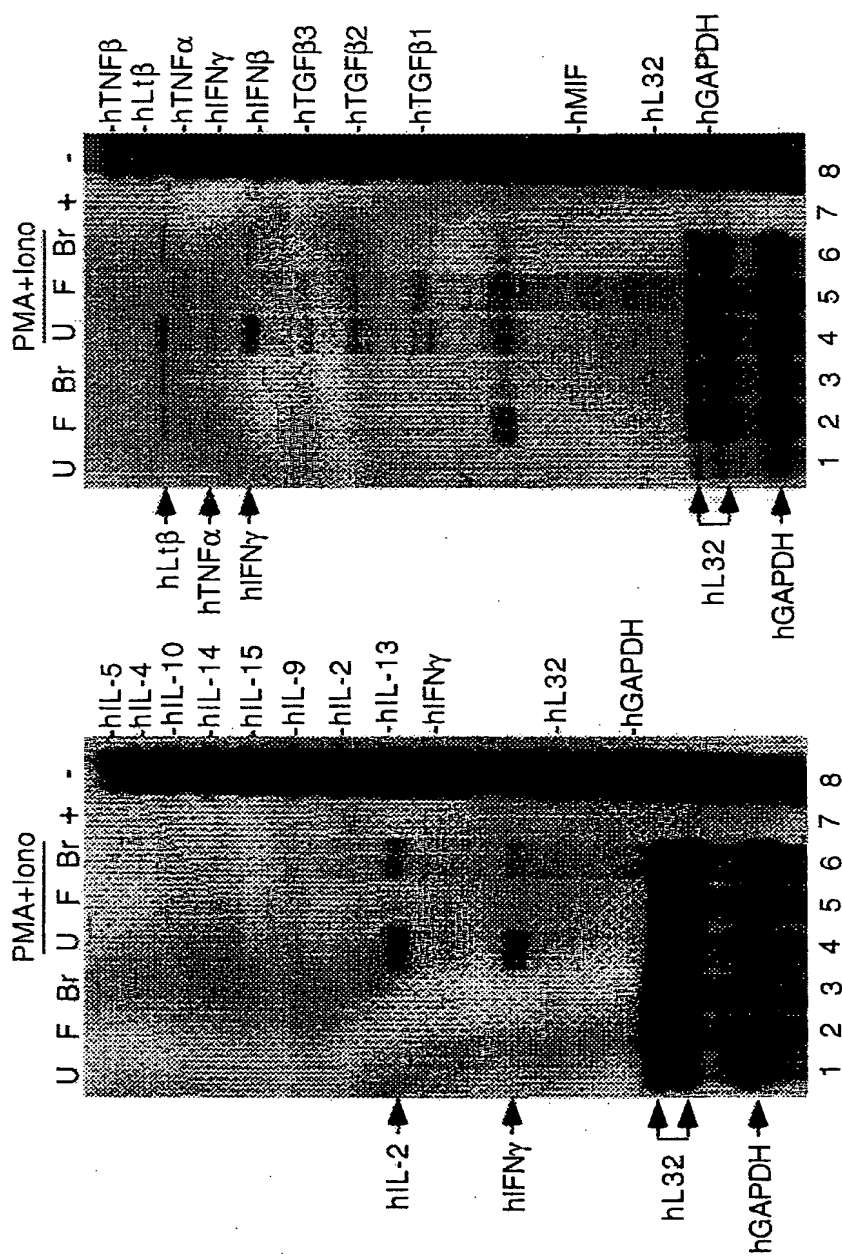 PMA+Iono
U F Br U F Br + -
hIL-5
hIL-4
hIL-10
hIL-14
hIL-15
hIL-9
hIL-2
hIL-13
hIFNγ
hL32
hGAPDH
hIL-2
hIFNγ
hL32
hGAPDH
1 2 3 4 5 6 7 8
PMA+Iono
U F Br U F Br + -
hTNFβ
hLtβ
hTNFα
hIFNγ
hIFNβ
hTGFβ3
hTGFβ2
hTGFβ1
hMIF
hL32
hGAPDH
hLtβ
hTNFα
hIFNγ
hL32
hGAPDH
1 2 3 4 5 6 7 8